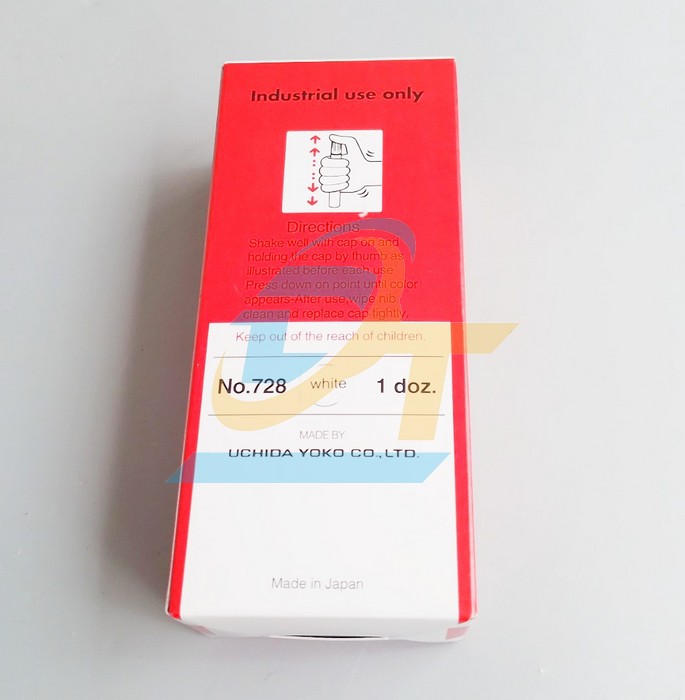 Industrial use only
Directions
Shake well with cap on and
holding the cap by thumb as
illustrated before each use
Press down on point until color
appears-After use, wipe nib
clean and replace cap tightly.
Keep out of the reach of children.
No.728 white 1 doz.
MADE BY
UCHIDA YOKO CO.,LTD.
Made in Japan